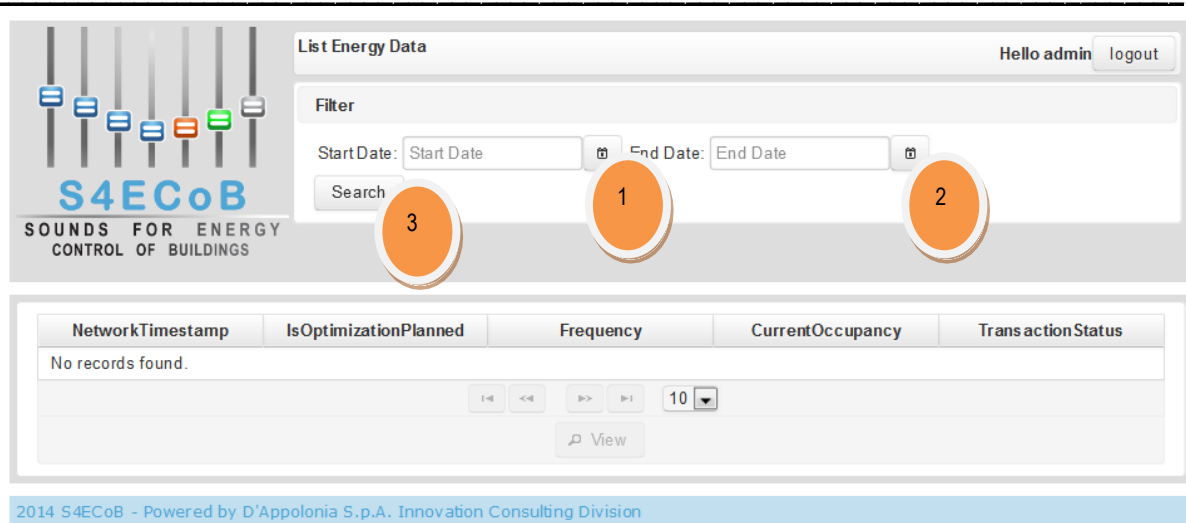 List Energy Data
Hello admin logout
Filter
Start Date: Start Date End Date: End Date
Search
1
2
3
S4ECoB
SOUNDS FOR ENERGY
CONTROL OF BUILDINGS
NetworkTimestamp IsOptimizationPlanned Frequency CurrentOccupancy TransactionStatus
No records found.
10
View
2014 S4ECoB - Powered by D'Appolonia S.p.A. Innovation Consulting Division